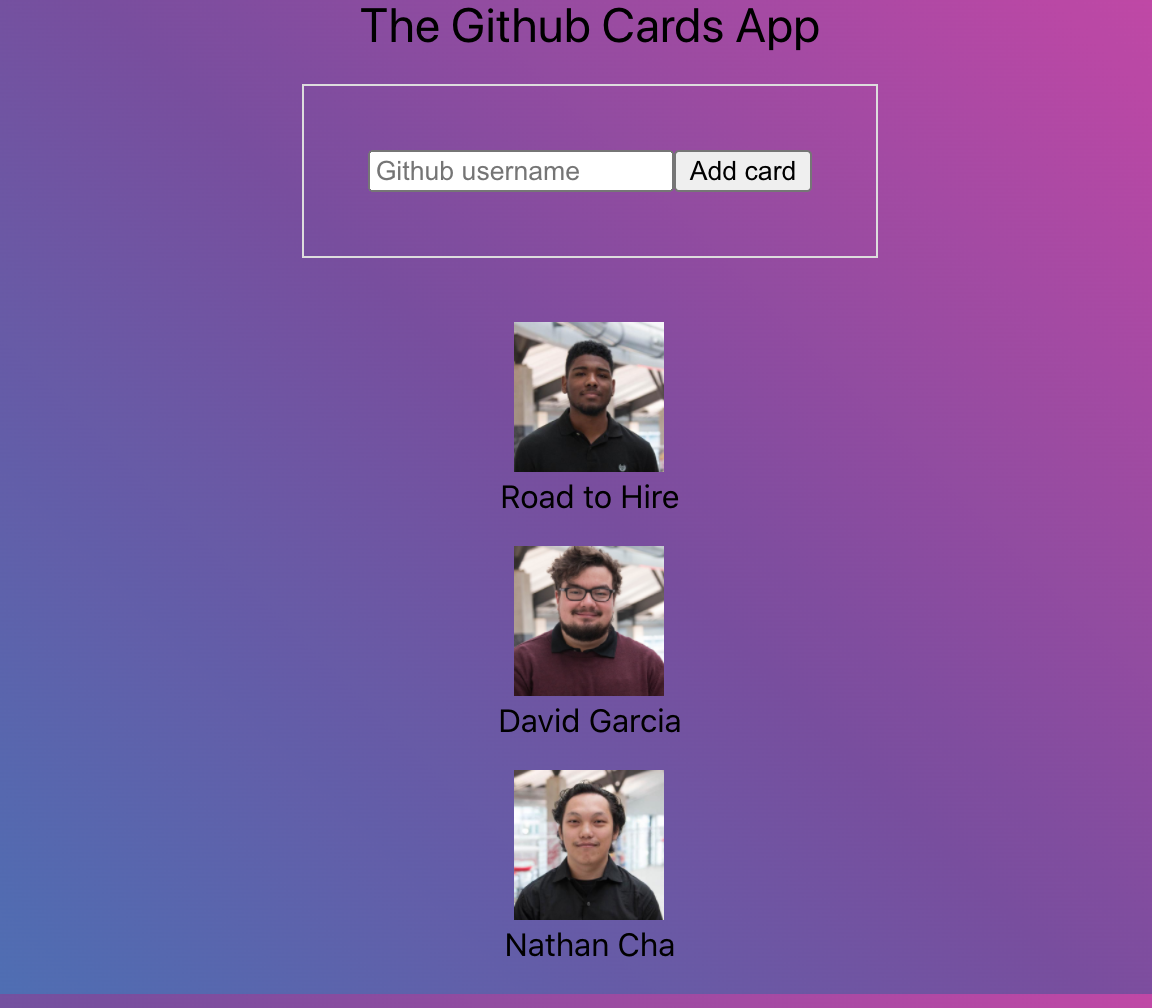 The Github Cards App
Github username Add card
Road to Hire
David Garcia
Nathan Cha